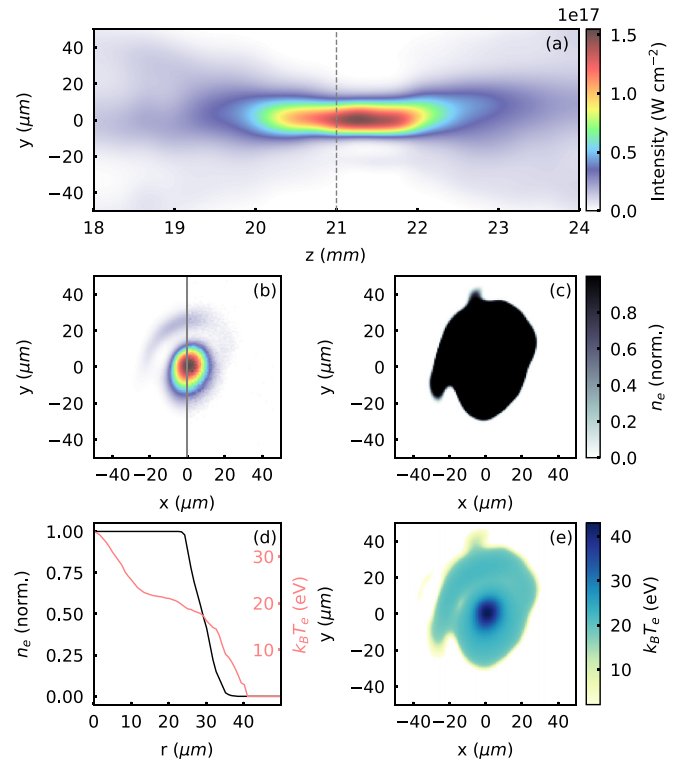 1e17
(a)
y (μm)
40
20
0
−20
−40
18
19
20
21
22
23
24
z (mm)
1.5
1.0
0.5
0.0
Intensity (W cm⁻²)
(b)
y (μm)
40
20
0
−20
−40
−40 −20 0 20 40
x (μm)
(c)
y (μm)
40
20
0
−20
−40
−40 −20 0 20 40
x (μm)
0.8
0.6
0.4
0.2
0.0
nₑ (norm.)
(d)
nₑ (norm.)
1.00
0.75
0.50
0.25
0.00
0 10 20 30 40
r (μm)
30
20
10
k_BTₑ (eV)
(e)
y (μm)
40
20
0
−20
−40
−40 −20 0 20 40
x (μm)
40
30
20
10
k_BTₑ (eV)